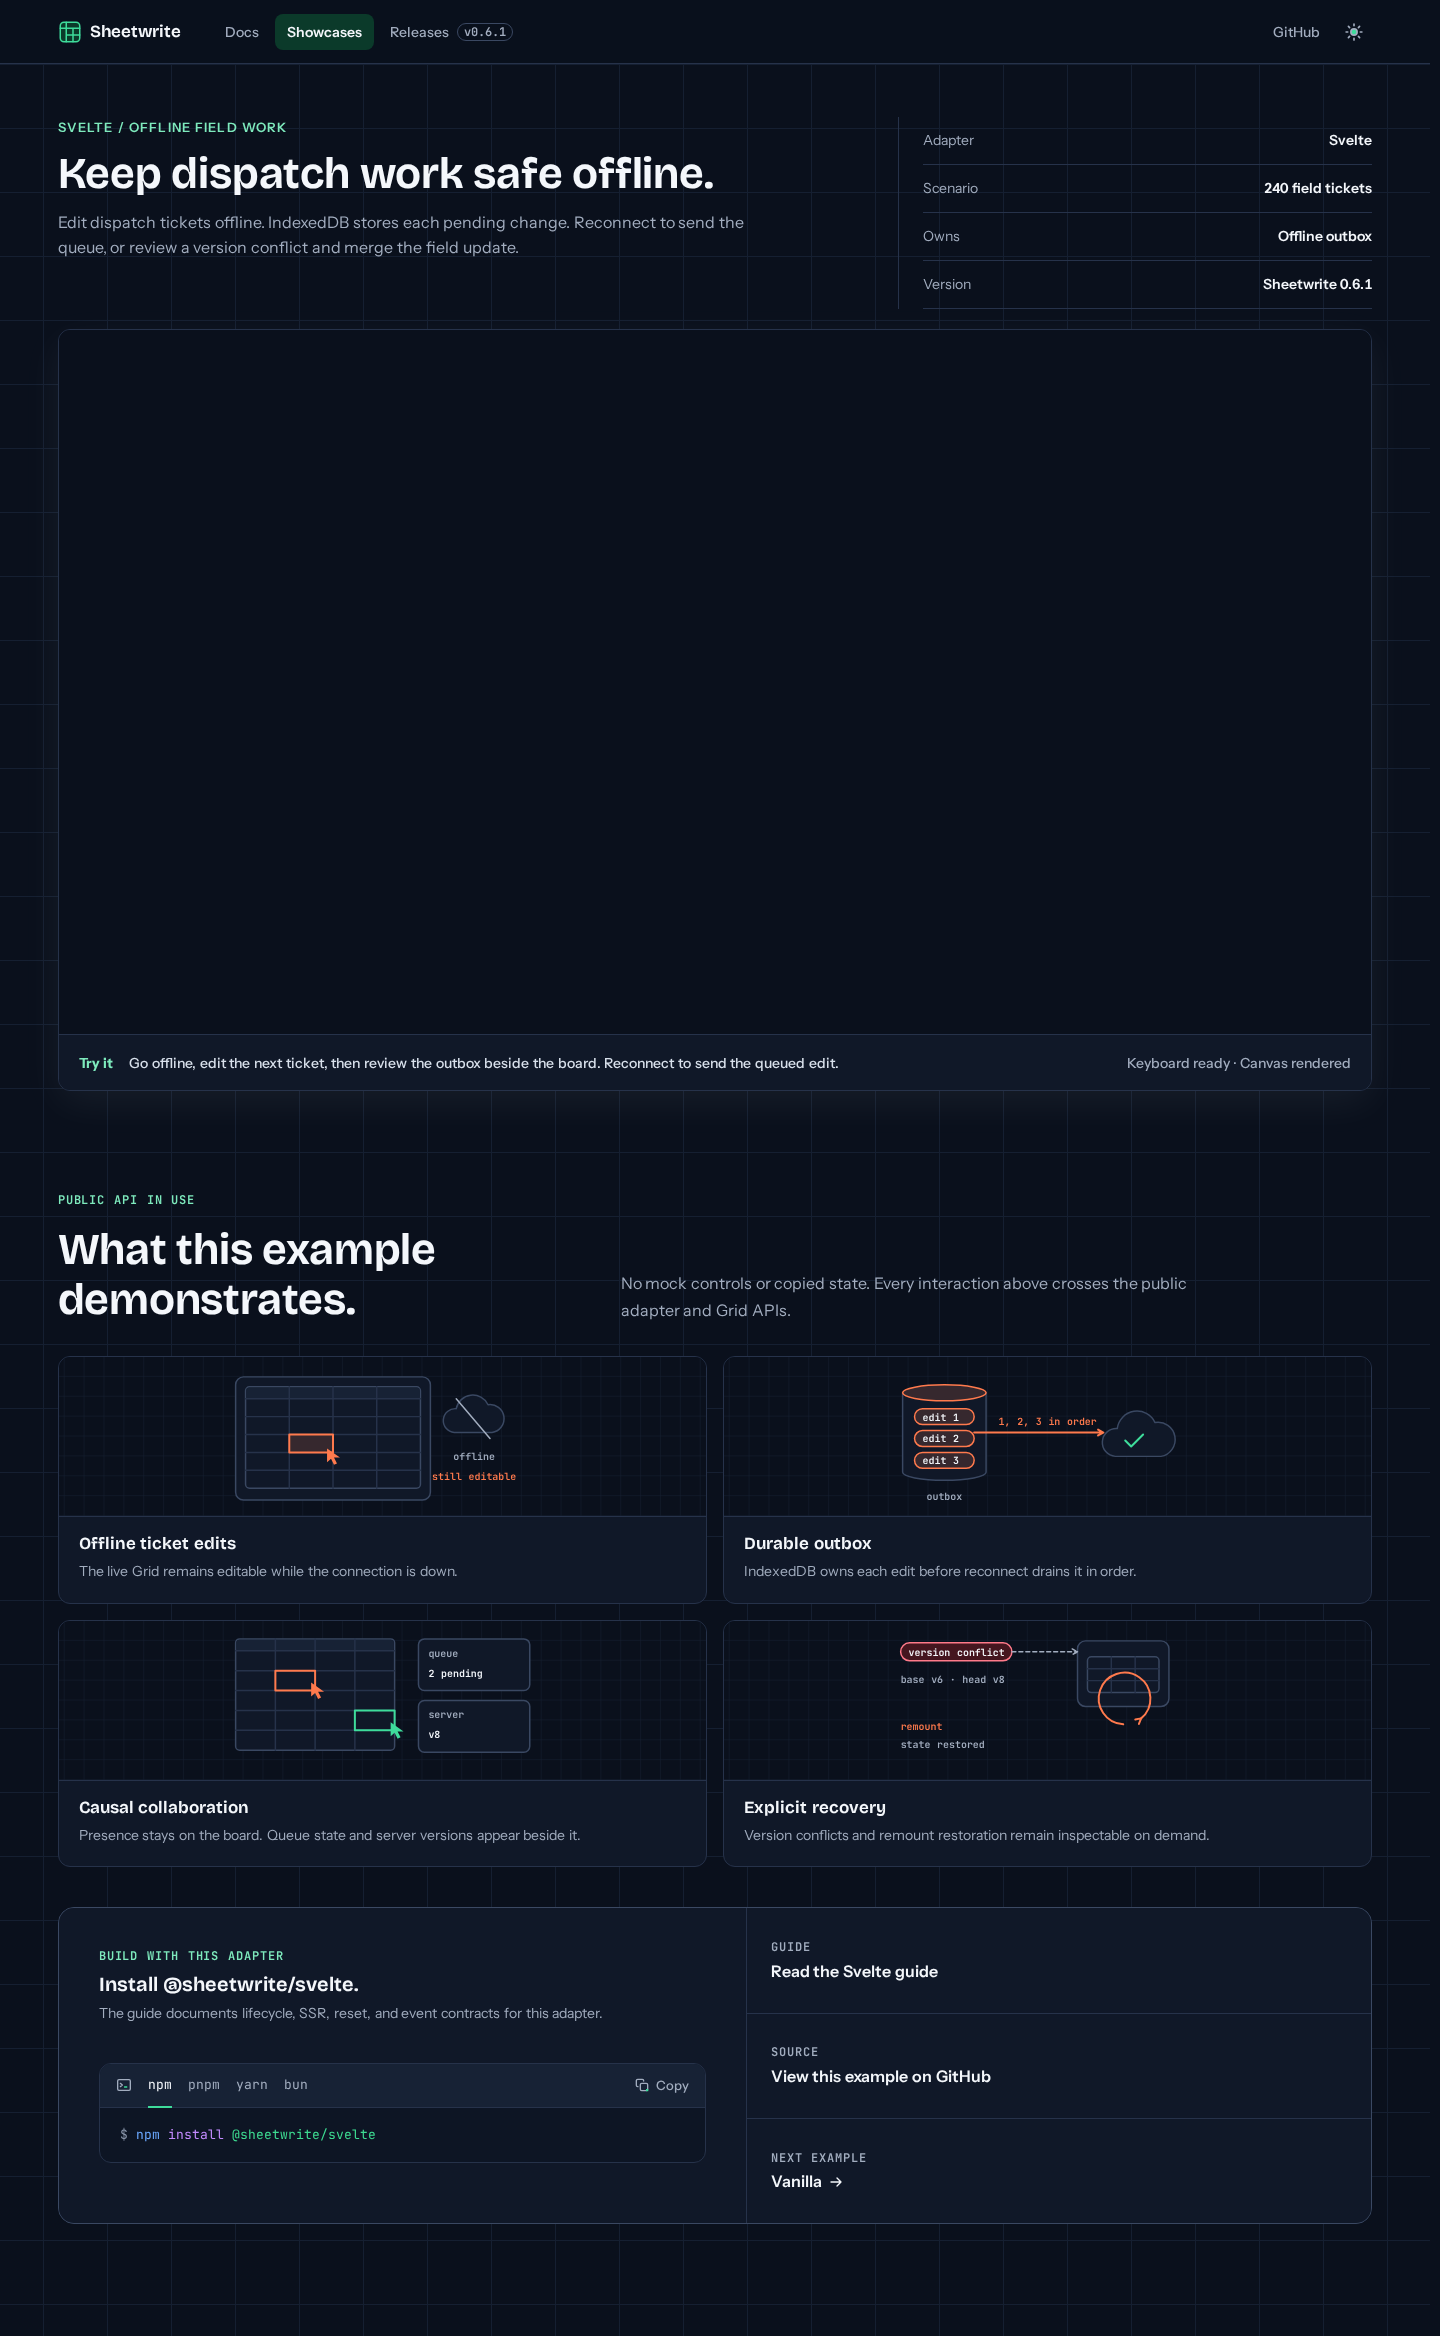 Sheetwrite
Docs
Showcases
Releases
v0.6.1
GitHub
SVELTE / OFFLINE FIELD WORK
Keep dispatch work safe offline.
Edit dispatch tickets offline. IndexedDB stores each pending change. Reconnect to send the
queue, or review a version conflict and merge the field update.
Adapter Svelte
Scenario 240 field tickets
Owns Offline outbox
Version Sheetwrite 0.6.1
Try it Go offline, edit the next ticket, then review the outbox beside the board. Reconnect to send the queued edit.
Keyboard ready · Canvas rendered
PUBLIC API IN USE
What this example
demonstrates.
No mock controls or copied state. Every interaction above crosses the public
adapter and Grid APIs.
offline
still editable
Offline ticket edits
The live Grid remains editable while the connection is down.
edit 1
edit 2
edit 3
1, 2, 3 in order
outbox
Durable outbox
IndexedDB owns each edit before reconnect drains it in order.
queue
2 pending
server
v8
Causal collaboration
Presence stays on the board. Queue state and server versions appear beside it.
version conflict
base v6 · head v8
remount
state restored
Explicit recovery
Version conflicts and remount restoration remain inspectable on demand.
BUILD WITH THIS ADAPTER
Install @sheetwrite/svelte.
The guide documents lifecycle, SSR, reset, and event contracts for this adapter.
npm pnpm yarn bun
Copy
$ npm install @sheetwrite/svelte
GUIDE
Read the Svelte guide
SOURCE
View this example on GitHub
NEXT EXAMPLE
Vanilla →